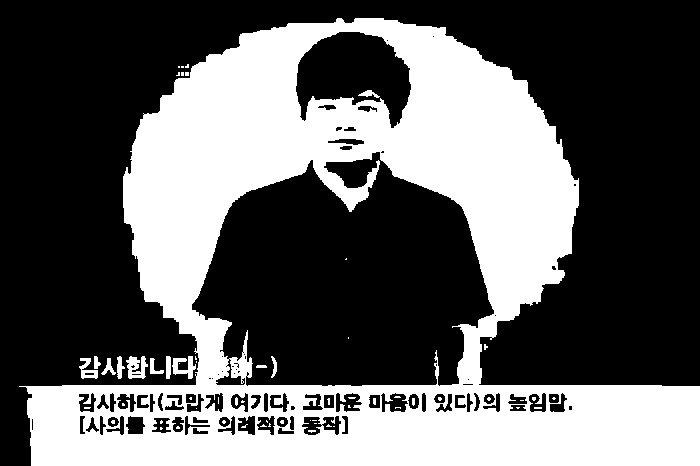 감사합니다
감사하다(고맙게 여기다. 고마운 마음이 있다)의 높임말.
[사의를 표하는 의례적인 동작]